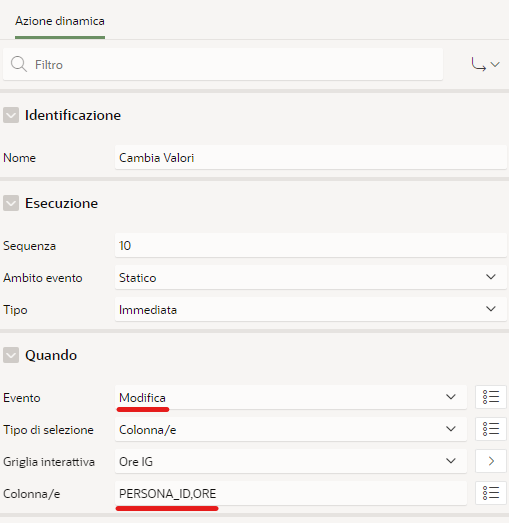 Azione dinamica
Filtro
Identificazione
Nome Cambia Valori
Esecuzione
Sequenza 10
Ambito evento Statico
Tipo Immediata
Quando
Evento Modifica
Tipo di selezione Colonna/e
Griglia interattiva Ore IG
Colonna/e PERSONA_ID,ORE